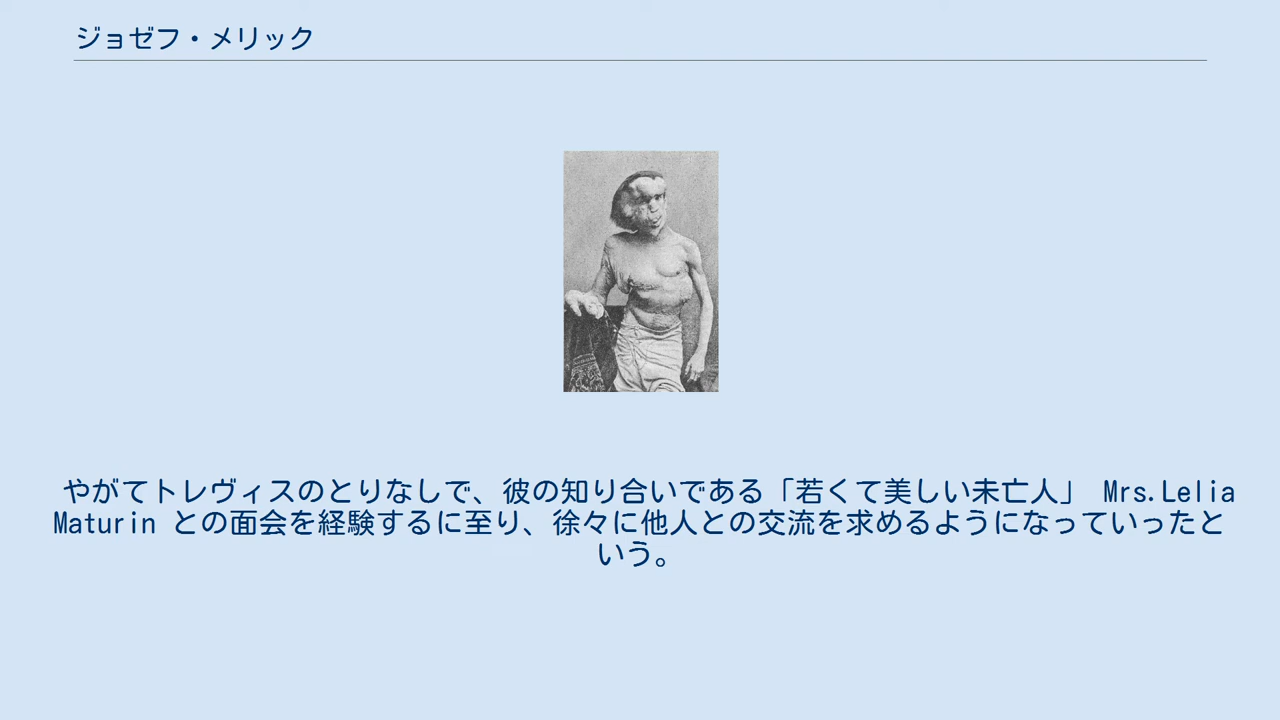 ジョゼフ・メリック
やがてトレヴィスのとりなしで、彼の知り合いである「若くて美しい未亡人」 Mrs.Lelia
Maturin との面会を経験するに至り、徐々に他人との交流を求めるようになっていったと
いう。